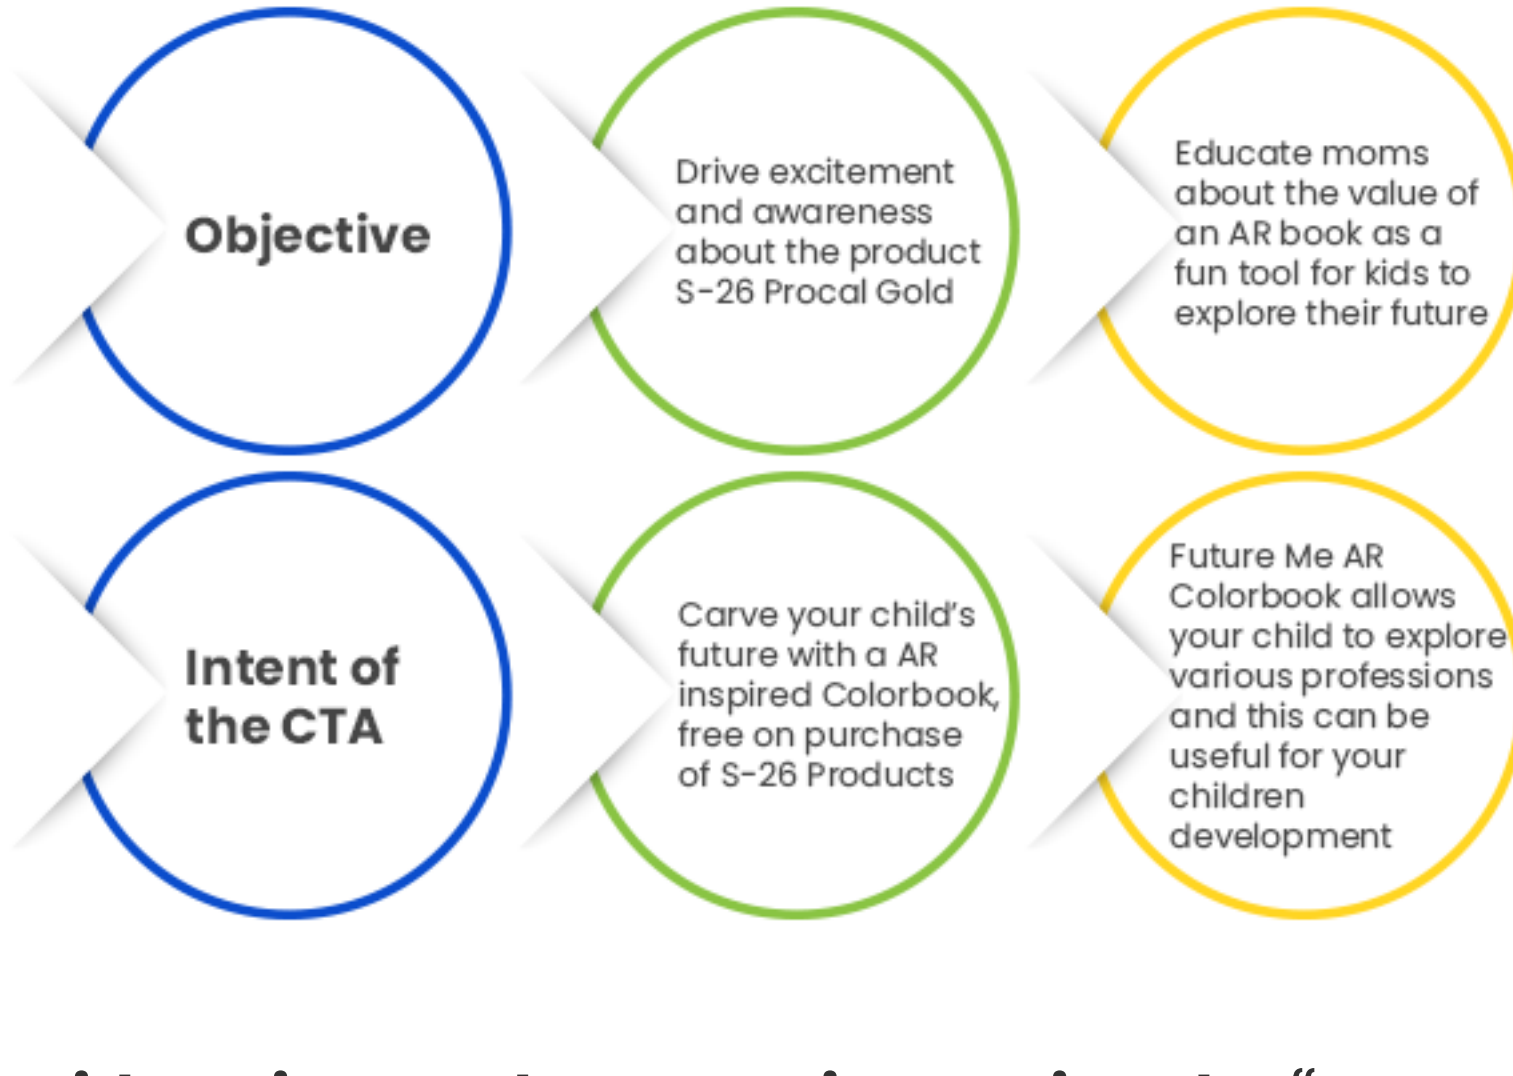 Objective
Drive excitement
and awareness
about the product
S-26 Procal Gold
Educate moms
about the value of
an AR book as a
fun tool for kids to
explore their future
Intent of
the CTA
Carve your child's
future with a AR
inspired Colorbook,
free on purchase
of S-26 Products
Future Me AR
Colorbook allows
your child to explore
various professions
and this can be
useful for your
children
development